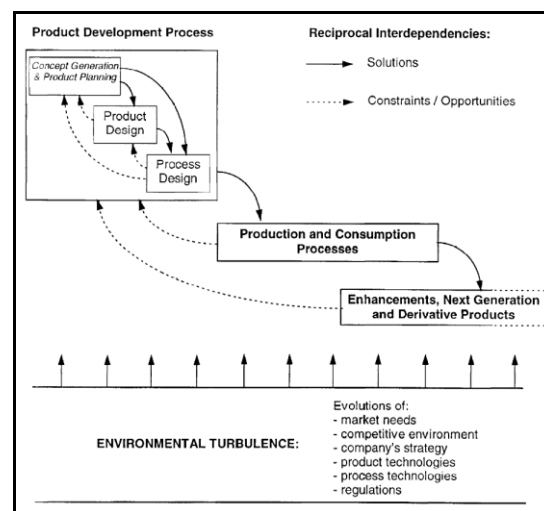 Product Development Process
Reciprocal Interdependencies:
Concept Generation
& Product Planning
Solutions
Constraints / Opportunities
Product
Design
Process
Design
Production and Consumption
Processes
Enhancements, Next Generation
and Derivative Products
ENVIRONMENTAL TURBULENCE:
Evolutions of:
- market needs
- competitive environment
- company's strategy
- product technologies
- process technologies
- regulations